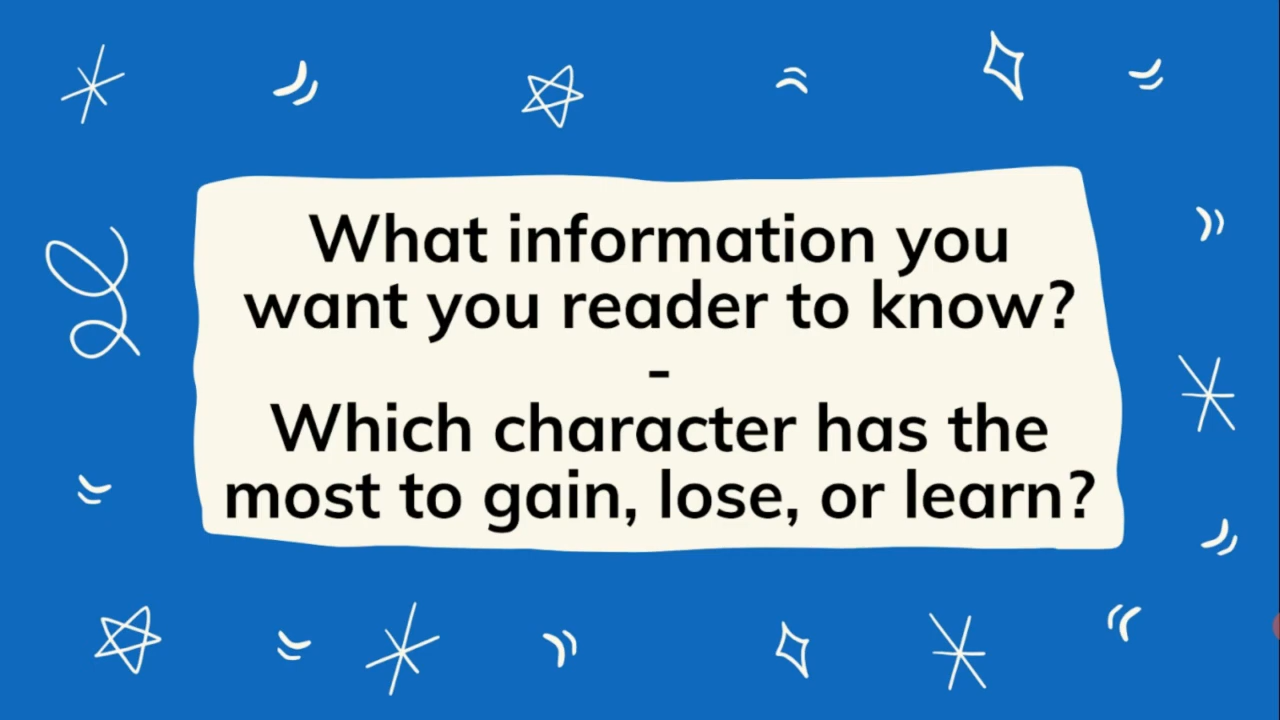 What information you
want you reader to know?
-
Which character has the
most to gain, lose, or learn?